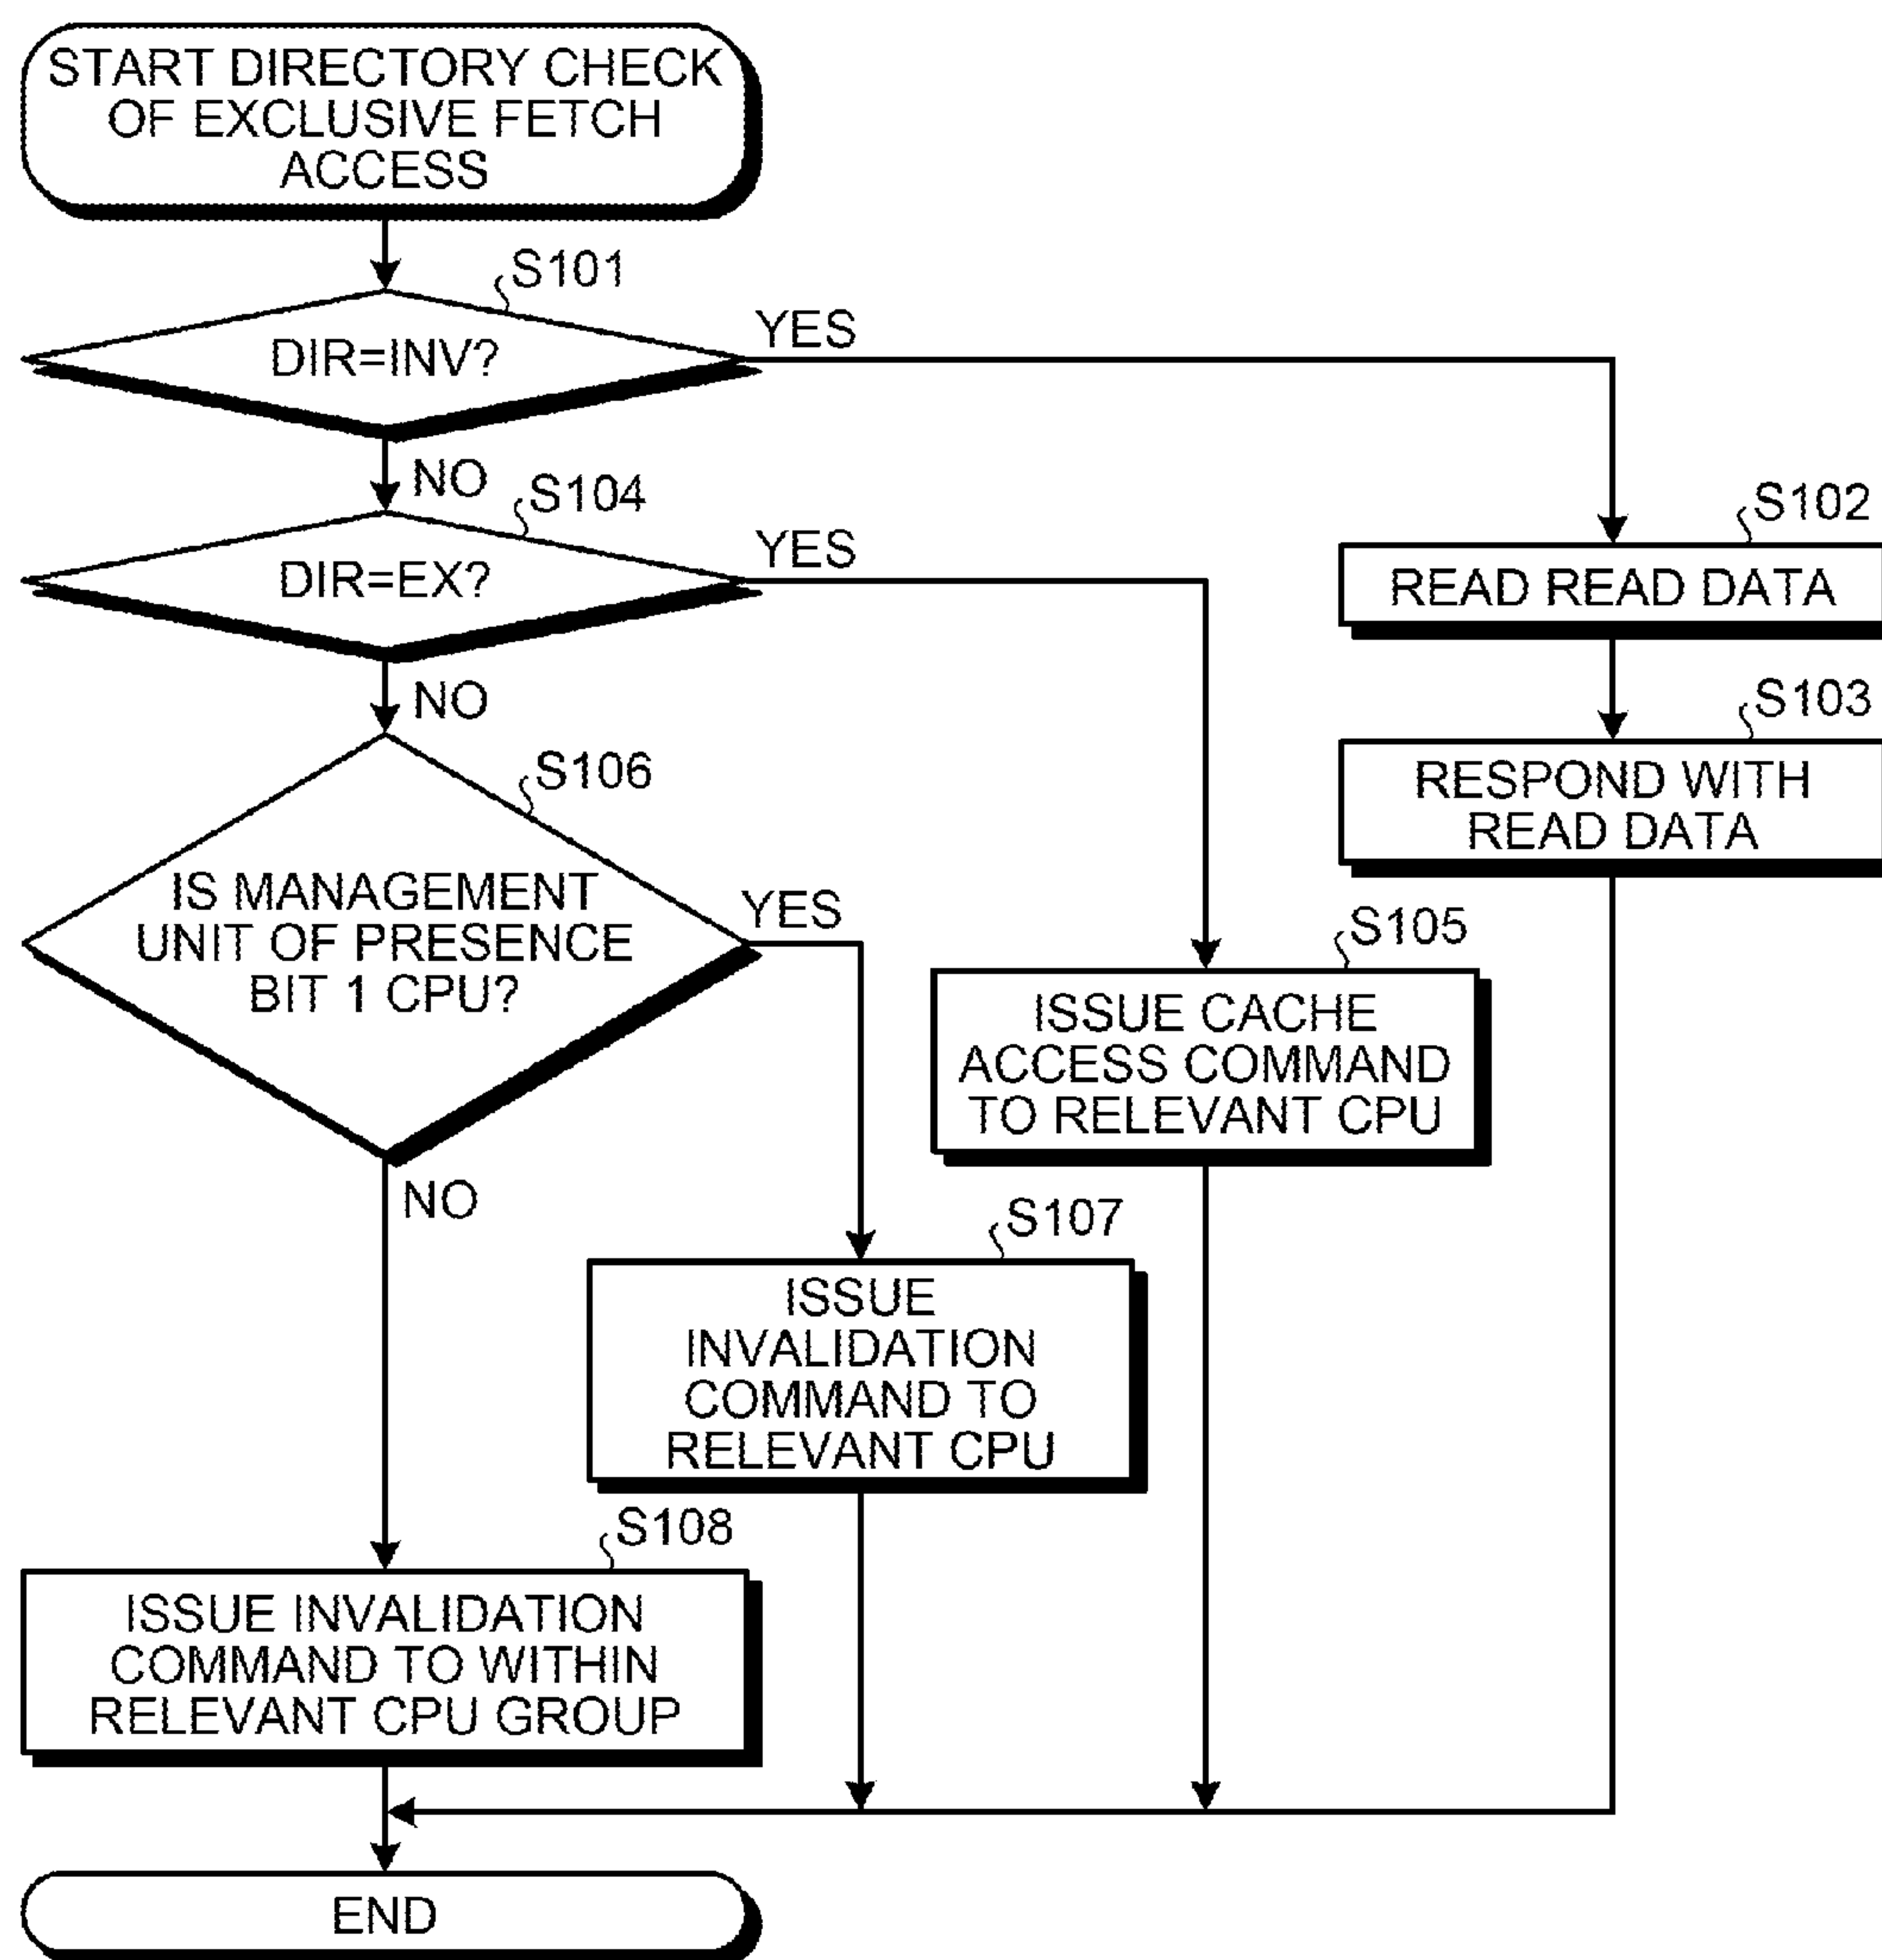 START DIRECTORY CHECK
OF EXCLUSIVE FETCH
ACCESS
S101
DIR=INV?
YES
NO
S104
DIR=EX?
YES
NO
S102
READ READ DATA
S103
RESPOND WITH
READ DATA
S106
IS MANAGEMENT
UNIT OF PRESENCE
BIT 1 CPU?
YES
NO
S105
ISSUE CACHE
ACCESS COMMAND
TO RELEVANT CPU
S107
ISSUE
INVALIDATION
COMMAND TO
RELEVANT CPU
S108
ISSUE INVALIDATION
COMMAND TO WITHIN
RELEVANT CPU GROUP
END